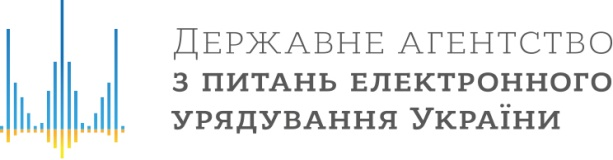 Державне агентство
з питань електронного
урядування України